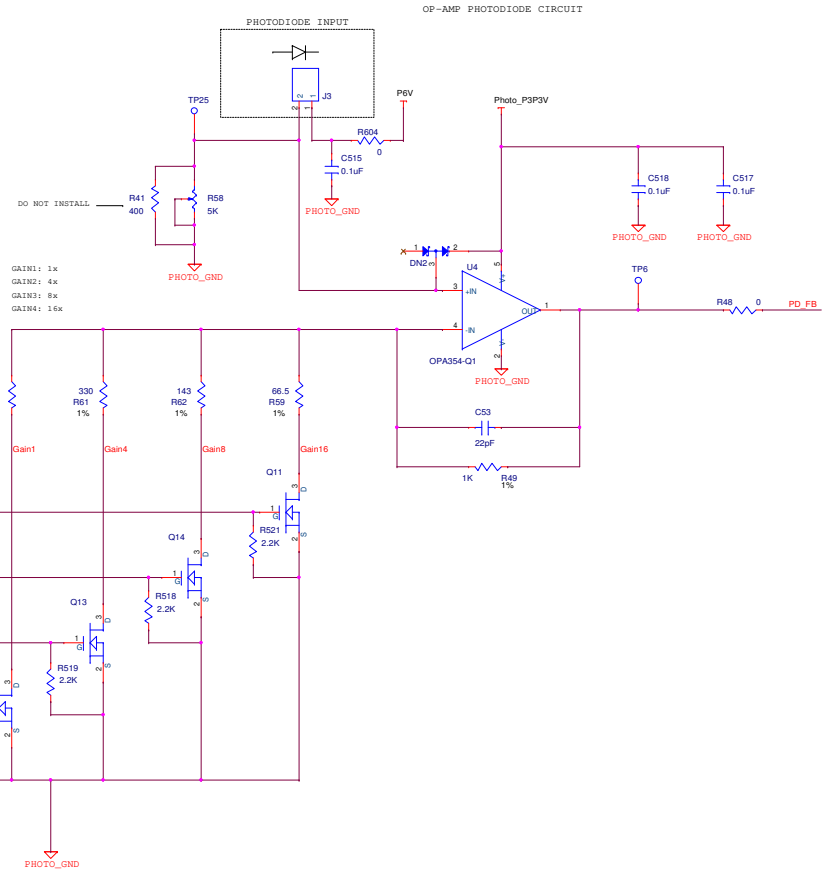 OP-AMP PHOTODIODE CIRCUIT
PHOTODIODE INPUT
J3
2 1
2 1
TP25
P6V
Photo_P3P3V
R604
0
C515
0.1uF
PHOTO_GND
C518
0.1uF
PHOTO_GND
C517
0.1uF
PHOTO_GND
DO NOT INSTALL
R41
400
R58
5K
PHOTO_GND
1 2
DN2
3
U4
5
V+
3 +IN
4 -IN
OUT 1
V-
2
OPA354-Q1
PHOTO_GND
TP6
R48 0
PD_FB
GAIN1: 1x
GAIN2: 4x
GAIN3: 8x
GAIN4: 16x
330
R61
1%
143
R62
1%
66.5
R59
1%
C53
22pF
1K R49
1%
Gain1
Gain4
Gain8
Gain16
Q11
3 D
1 G
2 S
R521
2.2K
Q14
3 D
1 G
2 S
R518
2.2K
Q13
3 D
1 G
2 S
R519
2.2K
3 D
2 S
PHOTO_GND